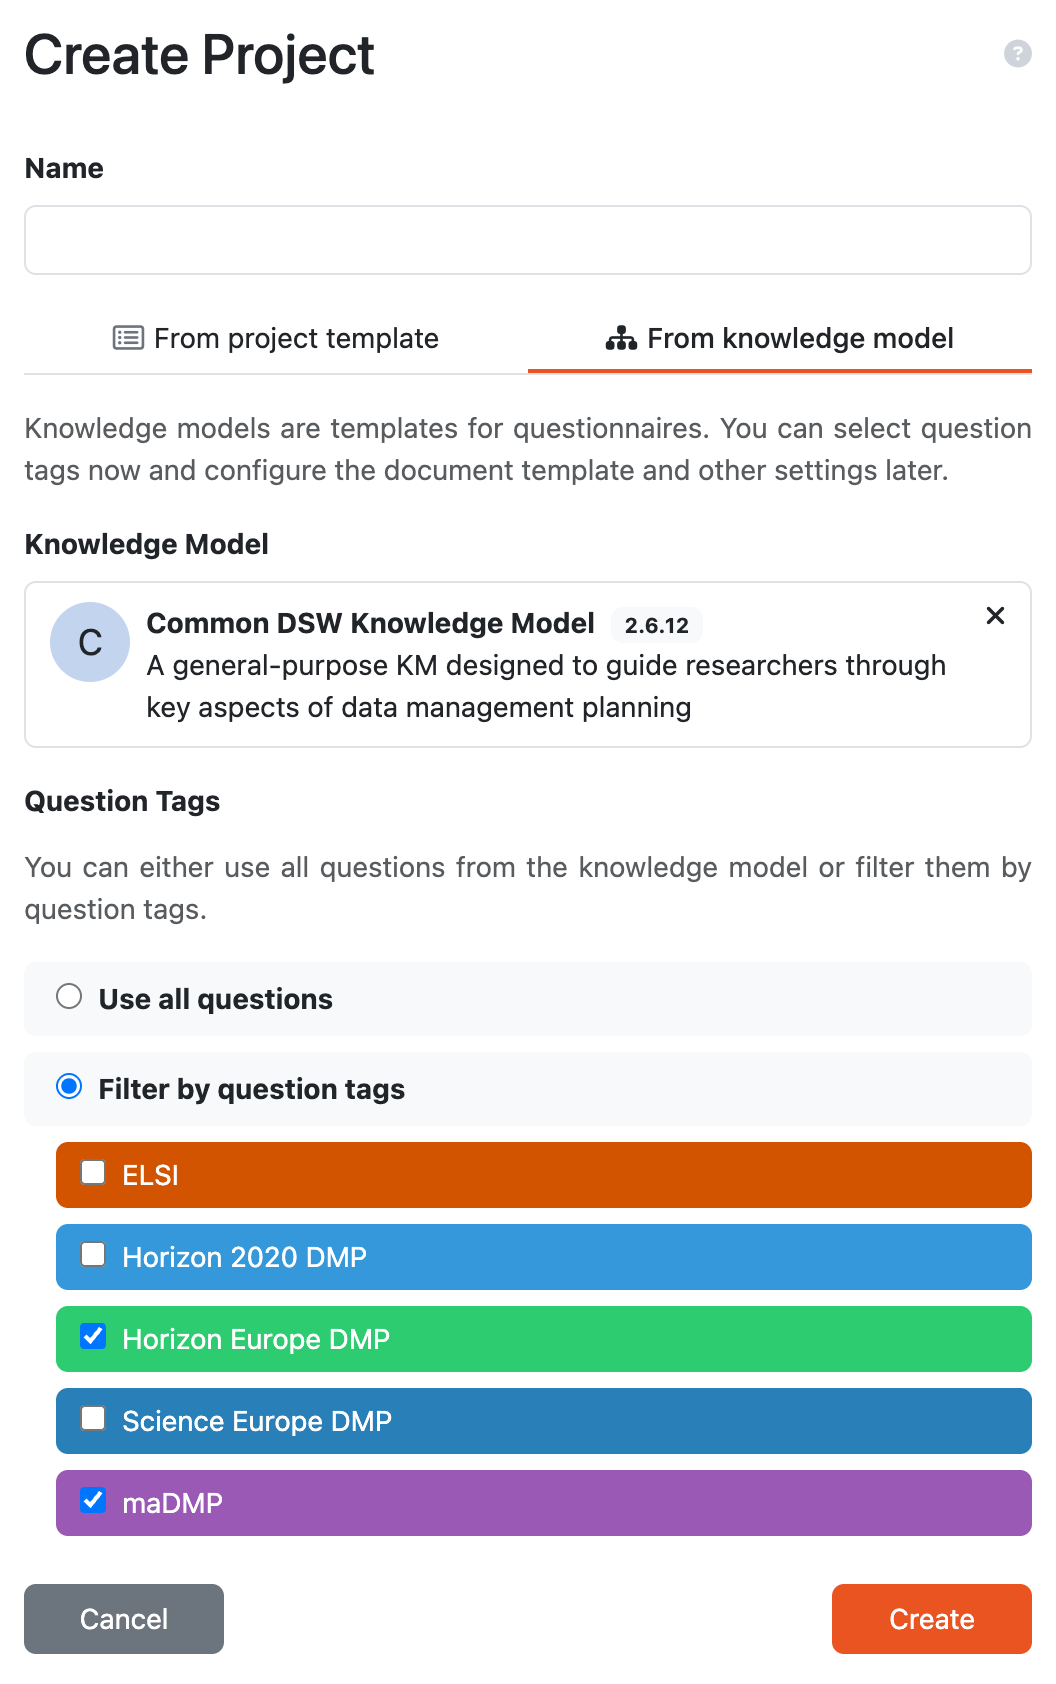 Create Project
?
Name
From project template
From knowledge model
Knowledge models are templates for questionnaires. You can select question
tags now and configure the document template and other settings later.
Knowledge Model
C
Common DSW Knowledge Model 2.6.12
A general-purpose KM designed to guide researchers through
key aspects of data management planning
Question Tags
You can either use all questions from the knowledge model or filter them by
question tags.
Use all questions
Filter by question tags
ELSI
Horizon 2020 DMP
Horizon Europe DMP
Science Europe DMP
maDMP
Cancel
Create